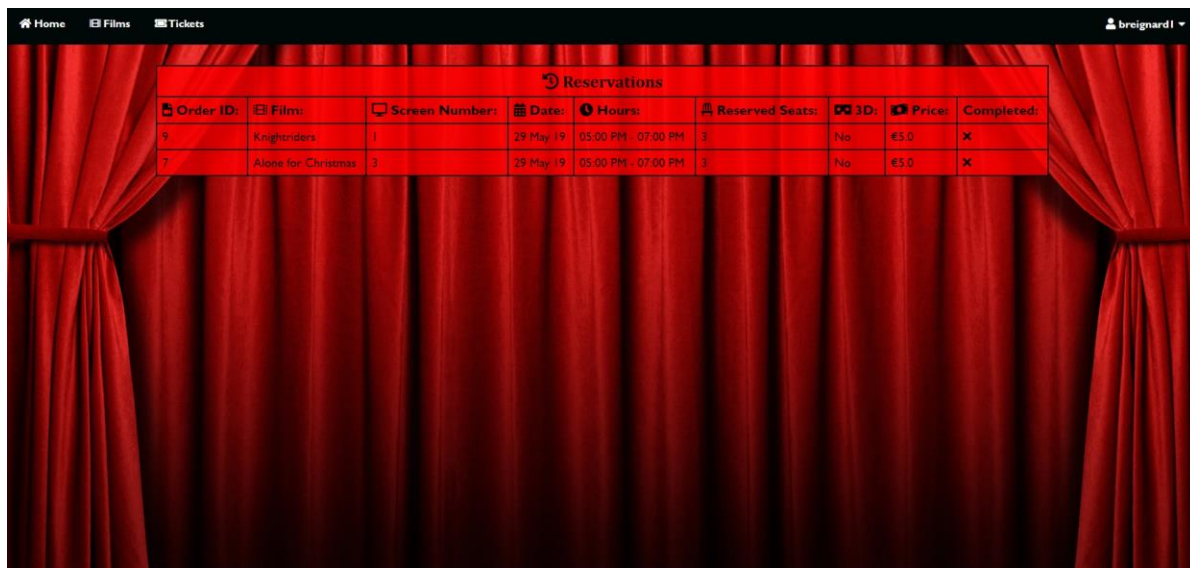 Home Films Tickets breignard1
Reservations
Order ID: Film: Screen Number: Date: Hours: Reserved Seats: 3D: Price: Completed:
9 Knightriders 1 29 May 19 05:00 PM - 07:00 PM 3 No €5.0
7 Alone for Christmas 3 29 May 19 05:00 PM - 07:00 PM 3 No €5.0